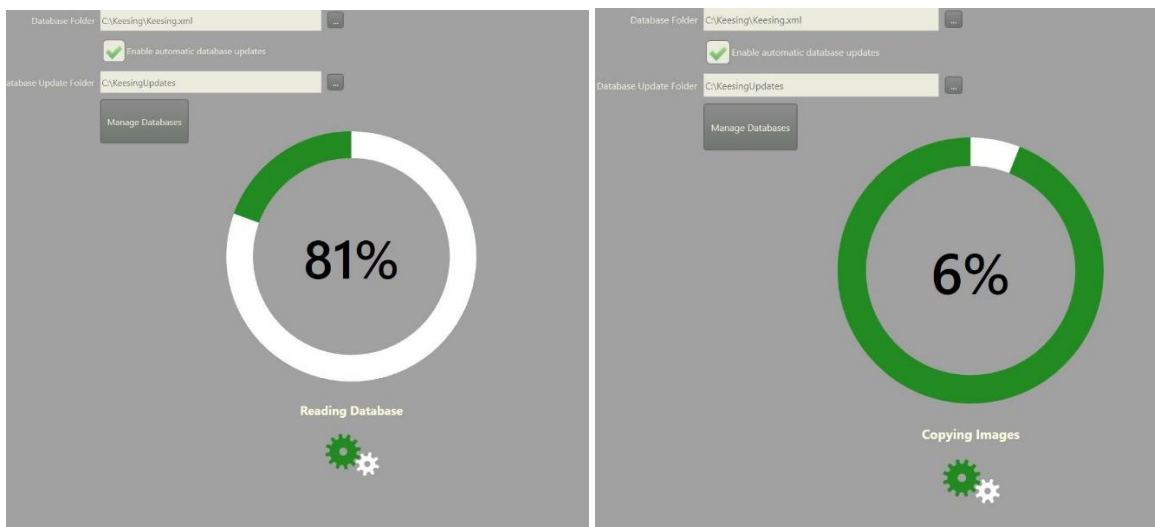 Database Folder C:\Keesing\Keesing.xml ...
Enable automatic database updates
atabase Update Folder C:\KeesingUpdates ...
Manage Databases
81%
Reading Database
Database Folder C:\Keesing\Keesing.xml ...
Enable automatic database updates
Database Update Folder C:\KeesingUpdates ...
Manage Databases
6%
Copying Images